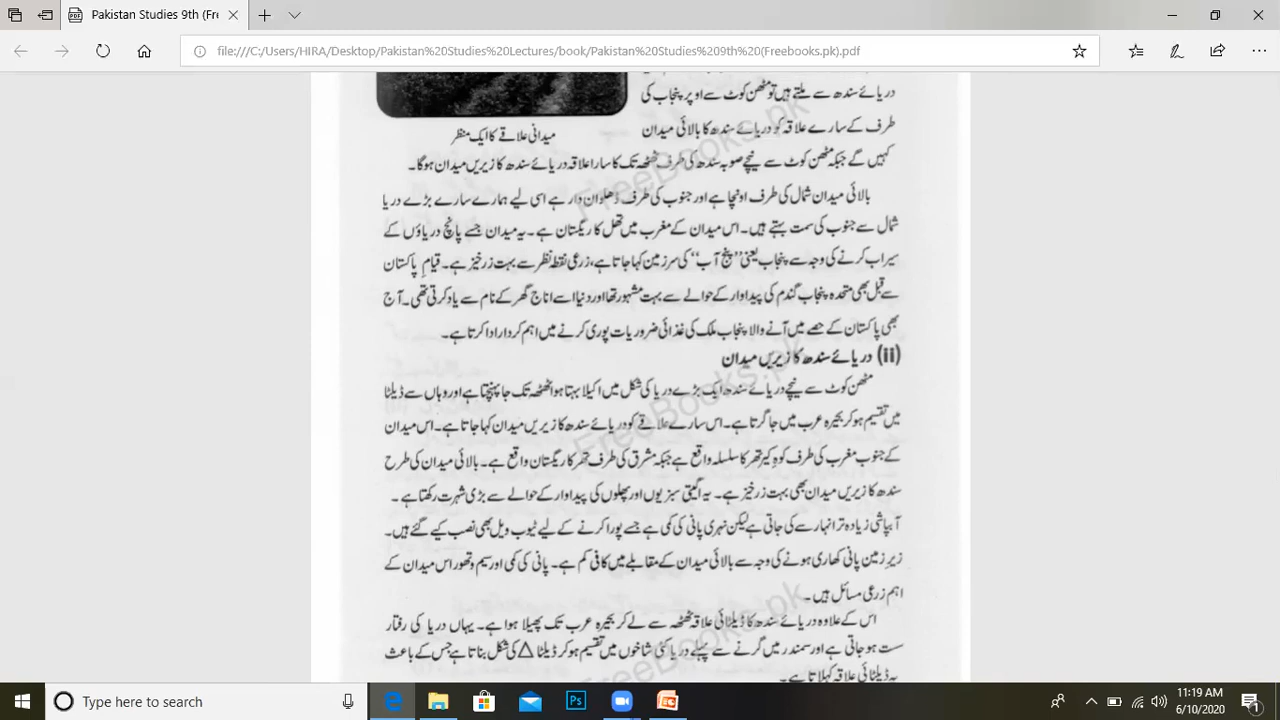 Pakistan Studies 9th (Fre
file:///C:/Users/HIRA/Desktop/Pakistan%20Studies%20Lectures/book/Pakistan%20Studies%209th%20(Freebooks.pk).pdf
دریائے سندھ سے ملتے ہیں تو مٹھن کوٹ سے اوپر پنجاب کی
طرف کے سارے علاقہ کو دریائے سندھ کا بالائی میدان
میدانی علاقے کا ایک منظر
کہیں گے جبکہ مٹھن کوٹ سے نیچے صوبہ سندھ کی طرف ٹھٹھہ تک کا سارا علاقہ دریائے سندھ کا زیریں میدان ہوگا۔
بالائی میدان شمال کی طرف اونچا ہے اور جنوب کی طرف ڈھلوان دار ہے اسی لیے ہمارے سارے بڑے دریا
شمال سے جنوب کی سمت بہتے ہیں۔ اس میدان کے مغرب میں تھل کا ریگستان ہے۔ یہ میدان جسے پانچ دریاؤں کے
سیراب کرنے کی وجہ سے پنجاب یعنی ”پنج آب“ کی سرزمین کہا جاتا ہے، زرعی نقطہ نظر سے بہت زرخیز ہے۔ قیامِ پاکستان
سے قبل بھی متحدہ پنجاب گندم کی پیداوار کے حوالے سے بہت مشہور تھا اور دنیا اسے اناج گھر کے نام سے یاد کرتی تھی۔ آج
بھی پاکستان کے حصے میں آنے والا پنجاب ملک کی غذائی ضروریات پوری کرنے میں اہم کردار ادا کرتا ہے۔
(ii) دریائے سندھ کا زیریں میدان
مٹھن کوٹ سے نیچے دریائے سندھ ایک بڑے دریا کی شکل میں اکیلا بہتا ہوا ٹھٹھہ تک جا پہنچتا ہے اور وہاں سے ڈیلٹا
میں تقسیم ہو کر بحیرہ عرب میں جا گرتا ہے۔ اس سارے علاقے کو دریائے سندھ کا زیریں میدان کہا جاتا ہے۔ اس میدان
کے جنوب مغرب کی طرف کوہِ کیرتھر کا سلسلہ واقع ہے جبکہ مشرق کی طرف تھر کا ریگستان واقع ہے۔ بالائی میدان کی طرح
سندھ کا زیریں میدان بھی بہت زرخیز ہے۔ یہ اگیتی سبزیوں اور پھلوں کی پیداوار کے حوالے سے بڑی شہرت رکھتا ہے۔
آبپاشی زیادہ تر انہار سے کی جاتی ہے لیکن نہری پانی کی کمی ہے جسے پورا کرنے کے لیے ٹیوب ویل بھی نصب کیے گئے ہیں۔
زیرِ زمین پانی کھاری ہونے کی وجہ سے بالائی میدان کے مقابلے میں کافی کم ہے۔ پانی کی کمی اور سیم و تھور اس میدان کے
اہم زرعی مسائل ہیں۔
اس کے علاوہ دریائے سندھ کا ڈیلٹائی علاقہ ٹھٹھہ سے لے کر بحیرہ عرب تک پھیلا ہوا ہے۔ یہاں دریا کی رفتار
سست ہو جاتی ہے اور سمندر میں گرنے سے پہلے دریا کئی شاخوں میں تقسیم ہو کر ڈیلٹا △ کی شکل بناتا ہے جس کے باعث
یہ ڈیلٹائی علاقہ کہلاتا ہے۔
FreeBooks.pk
FreeBooks.pk
FreeBooks.pk
Type here to search
1:19 AM
6/10/2020